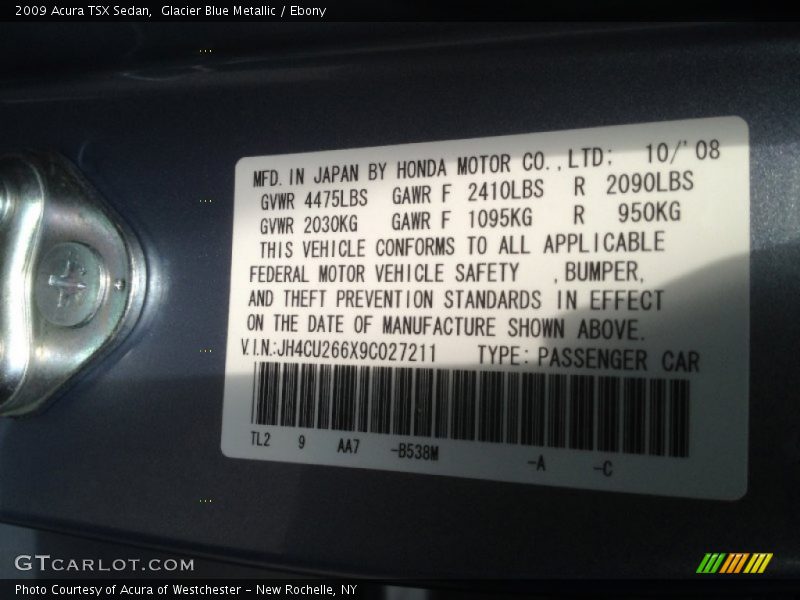 2009 Acura TSX Sedan,  Glacier Blue Metallic / Ebony
MFD. IN JAPAN BY HONDA MOTOR CO.,LTD: 10/'08
GVWR 4475LBS GAWR F 2410LBS R 2090LBS
GVWR 2030KG GAWR F 1095KG R 950KG
THIS VEHICLE CONFORMS TO ALL APPLICABLE
FEDERAL MOTOR VEHICLE SAFETY ,BUMPER,
AND THEFT PREVENTION STANDARDS IN EFFECT
ON THE DATE OF MANUFACTURE SHOWN ABOVE.
V.I.N.:JH4CU266X9C027211 TYPE: PASSENGER CAR
TL2 9 AA7 -B538M -A -C
GTCARLOT.COM
Photo Courtesy of Acura of Westchester - New Rochelle, NY